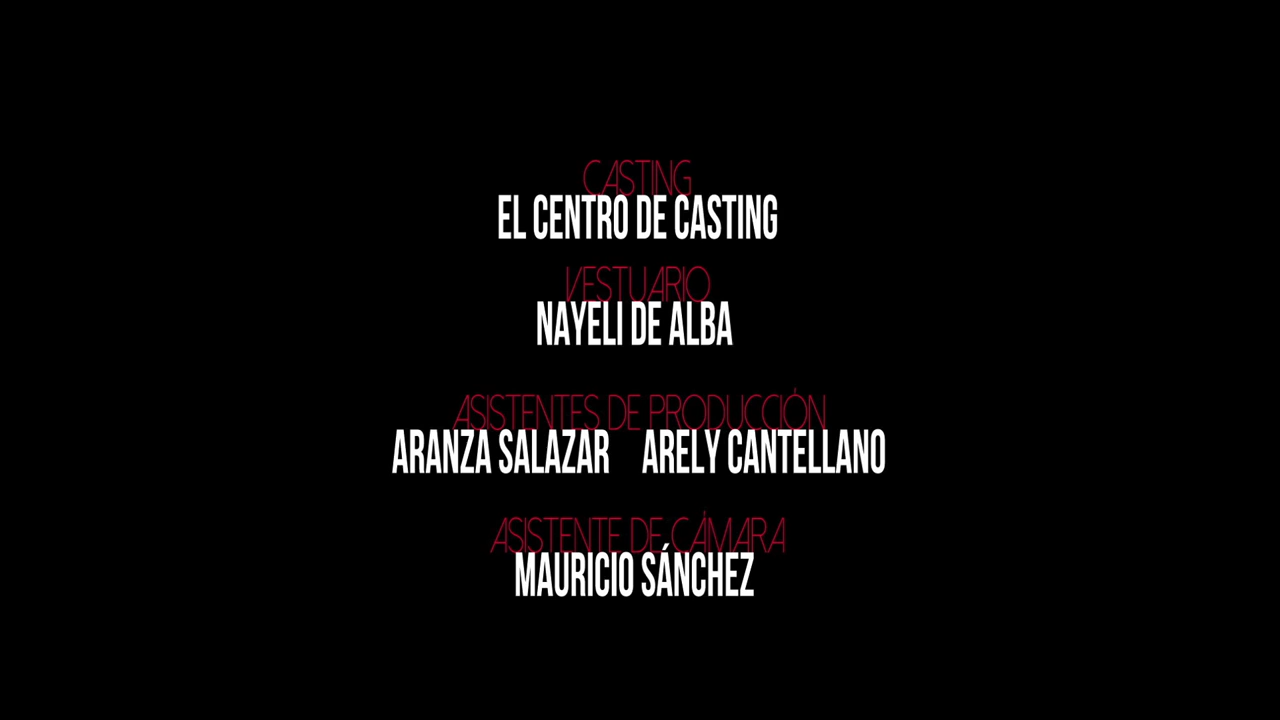 CASTING
EL CENTRO DE CASTING
VESTUARIO
NAYELI DE ALBA
ASISTENTES DE PRODUCCIÓN
ARANZA SALAZAR ARELY CANTELLANO
ASISTENTE DE CÁMARA
MAURICIO SÁNCHEZ